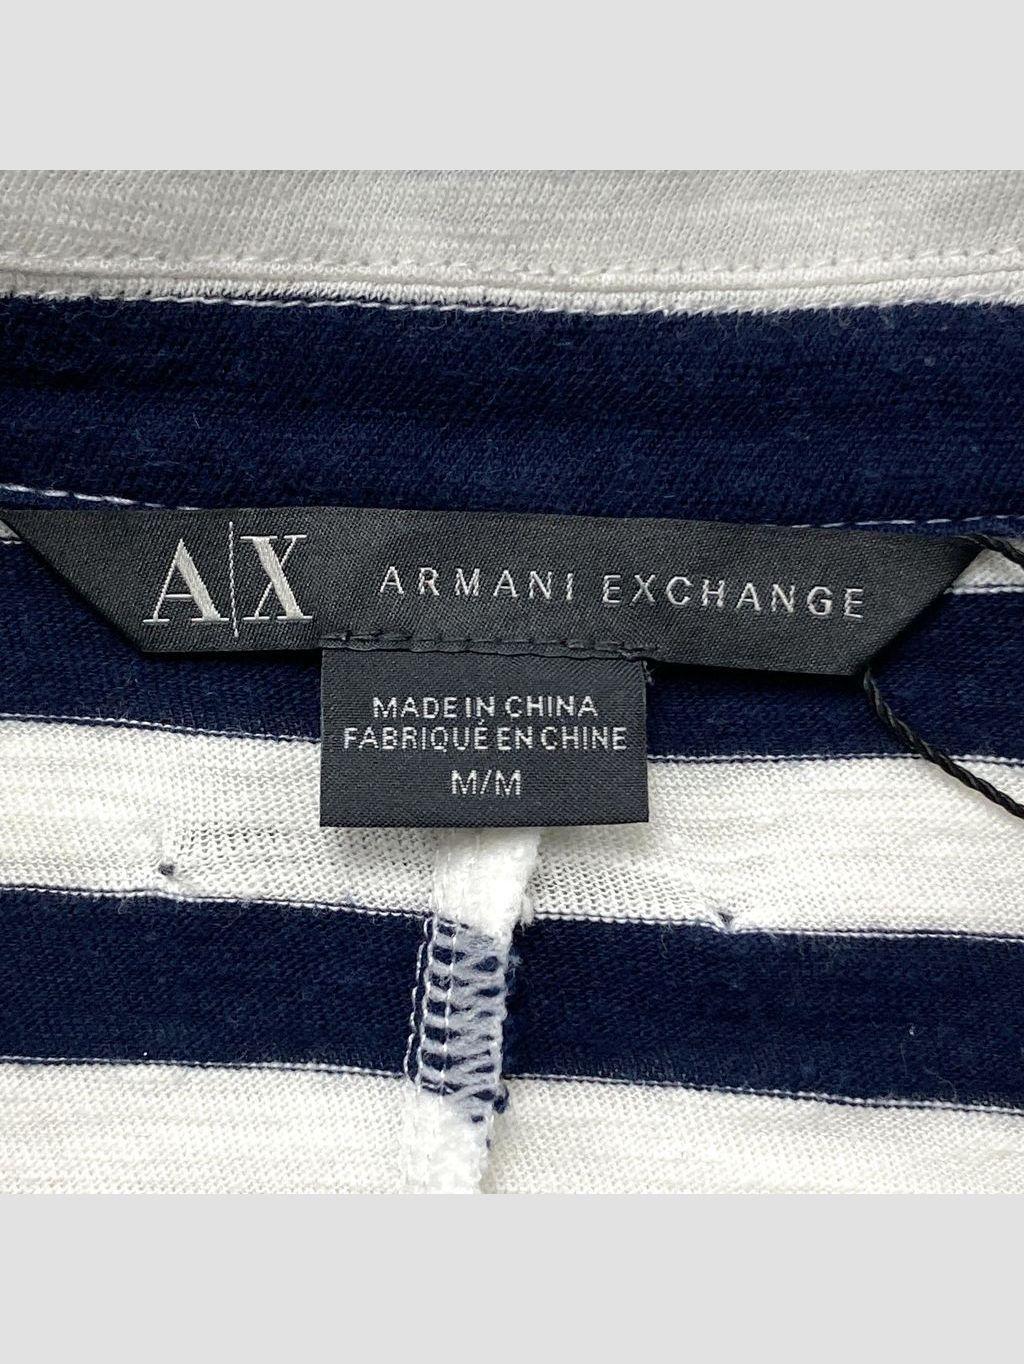 A|X ARMANI EXCHANGE
MADE IN CHINA
FABRIQUÉ EN CHINE
M/M